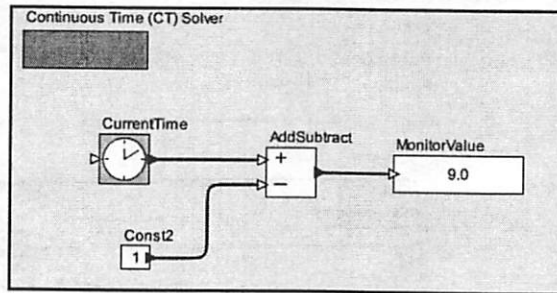 Continuous Time (CT) Solver
CurrentTime
AddSubtract
MonitorValue
+
9.0
−
Const2
1